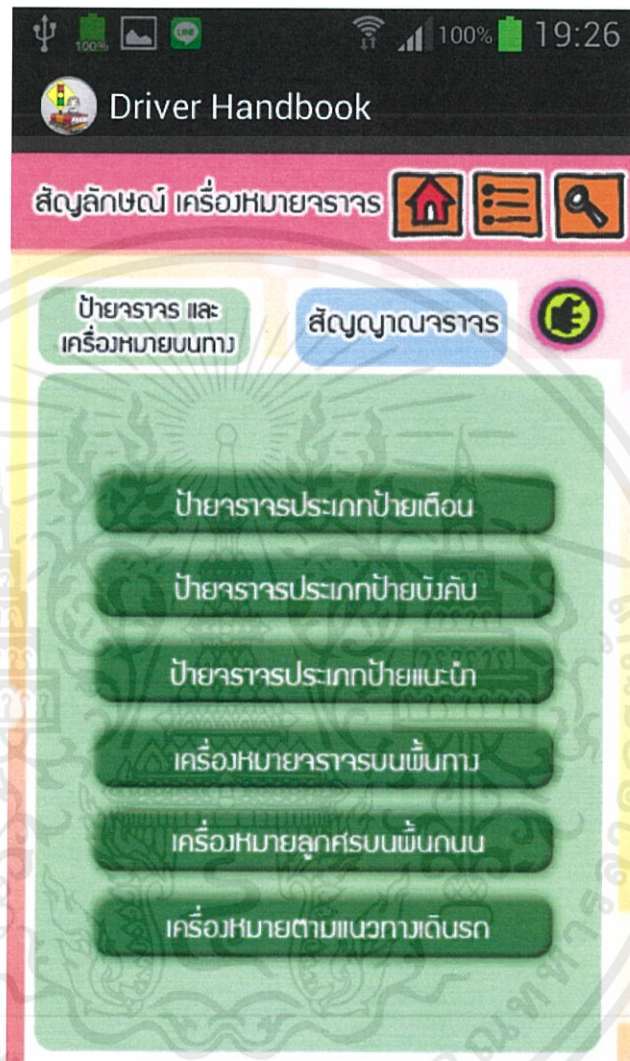 100%
100%
19:26
Driver Handbook
สัญลักษณ์ เครื่องหมายจราจร
ป้ายจราจร และ
เครื่องหมายบนทาง
สัญญาณจราจร
ป้ายจราจรประเภทป้ายเตือน
ป้ายจราจรประเภทป้ายบังคับ
ป้ายจราจรประเภทป้ายแนะนำ
เครื่องหมายจราจรบนพื้นทาง
เครื่องหมายลูกศรบนพื้นถนน
เครื่องหมายตามแนวทางเดินรถ